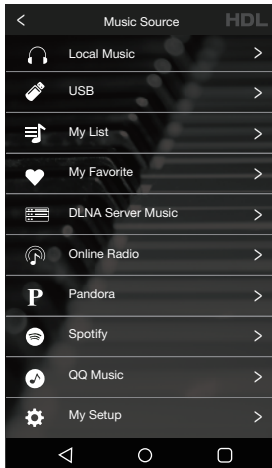 Music Source HDL
Local Music
USB
My List
My Favorite
DLNA Server Music
Online Radio
P Pandora
Spotify
QQ Music
My Setup